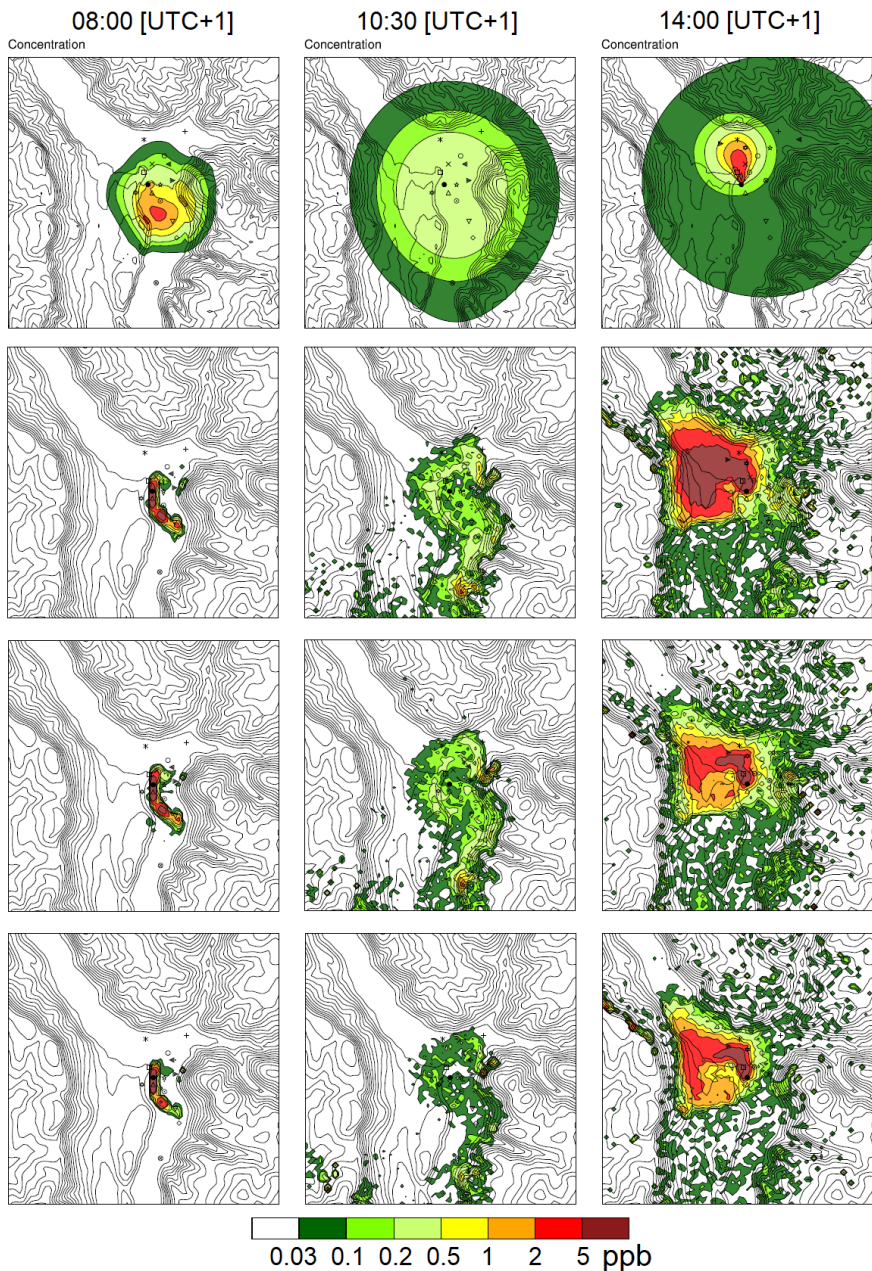 08:00 [UTC+1] 10:30 [UTC+1] 14:00 [UTC+1]
Concentration Concentration Concentration
0.03 0.1 0.2 0.5 1 2 5 ppb